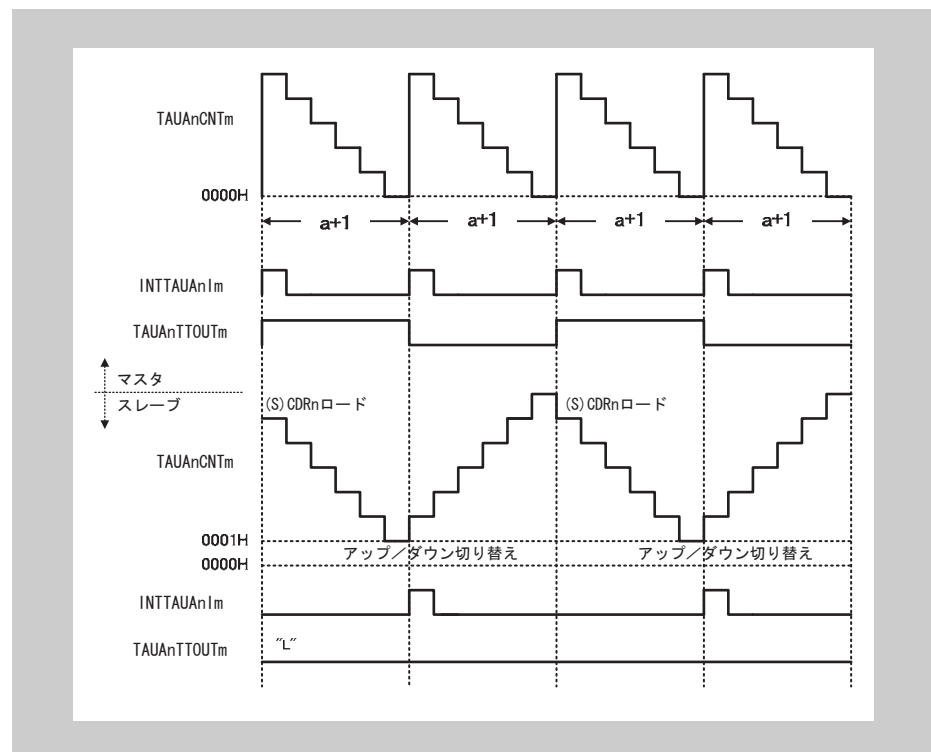 TAUAnCNTm
0000H
a+1 a+1 a+1 a+1
INTTAUAnIm
TAUAnTTOUTm
マスタ
スレーブ
(S)CDRnロード (S)CDRnロード
TAUAnCNTm
0001H
アップ／ダウン切り替え アップ／ダウン切り替え
0000H
INTTAUAnIm
"L"
TAUAnTTOUTm